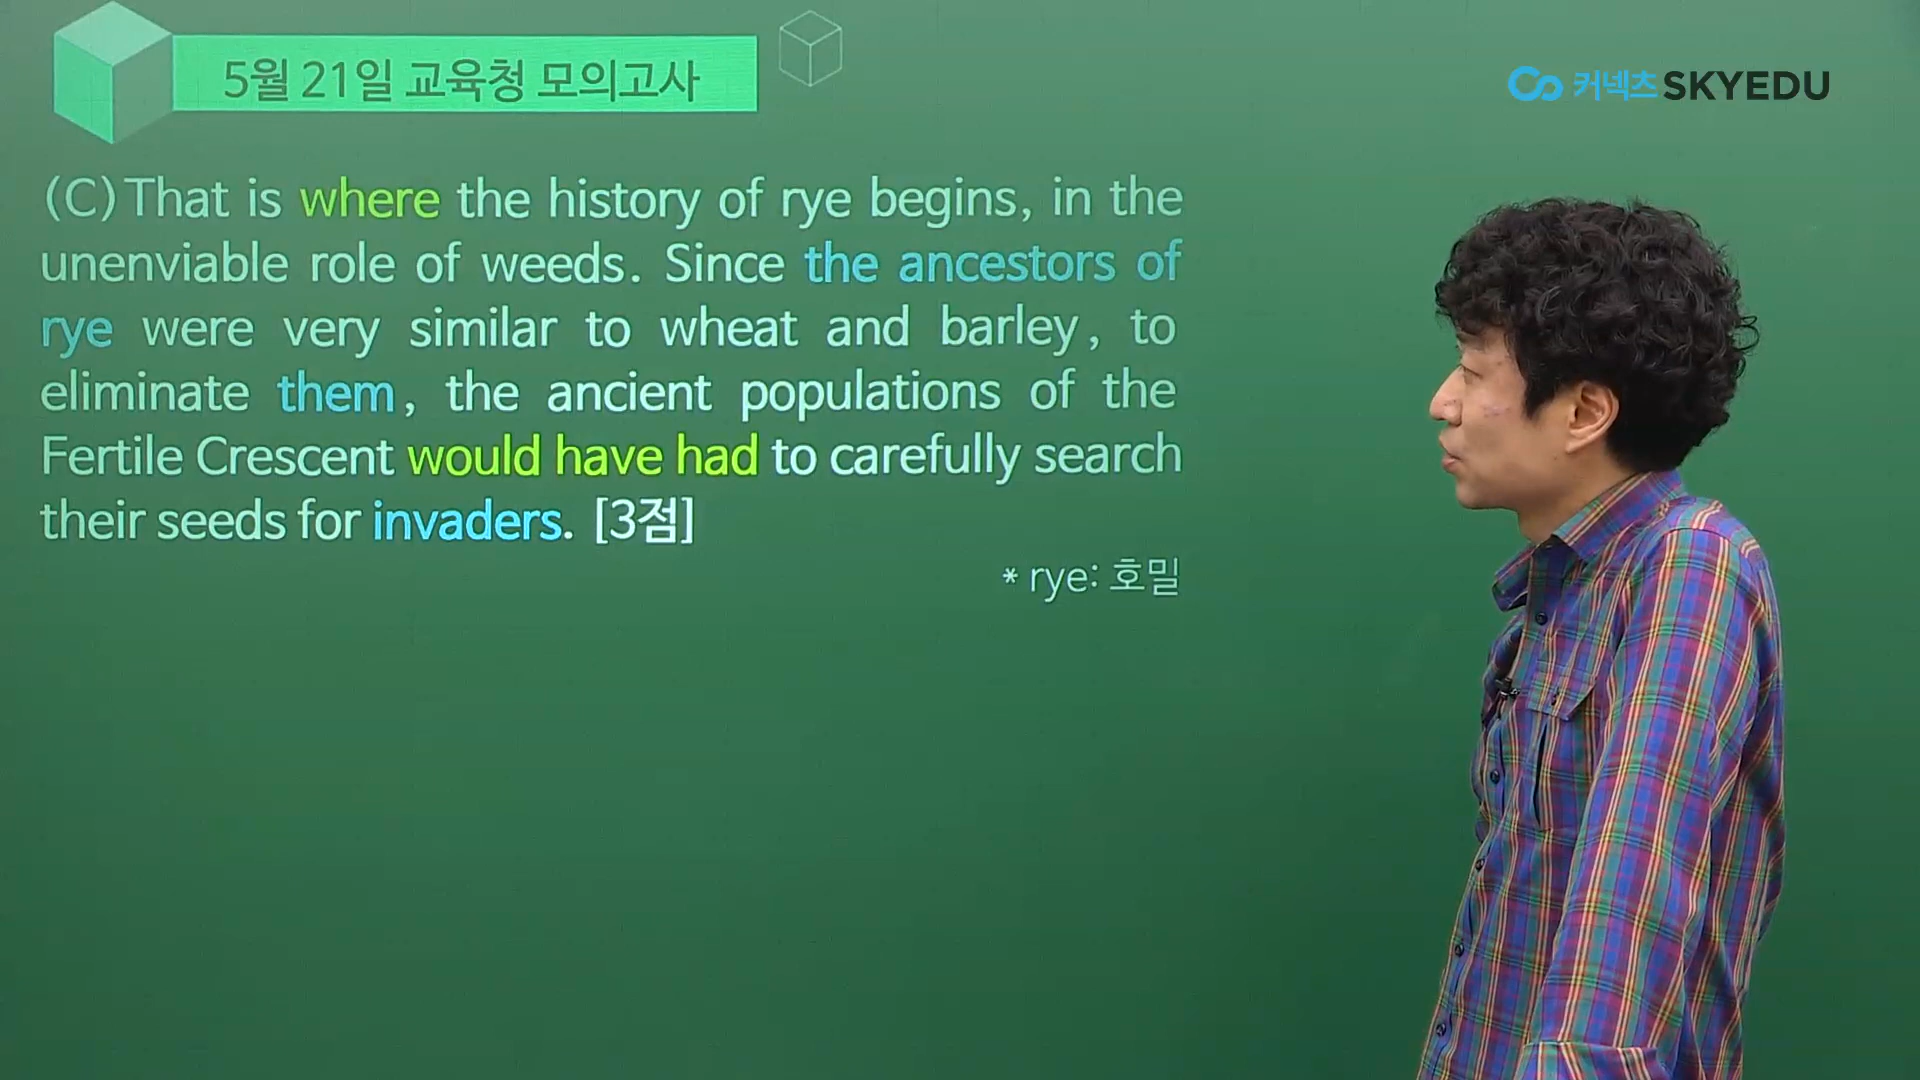 5월 21일 교육청 모의고사
커넥츠 SKYEDU
(C) That is where the history of rye begins, in the
unenviable role of weeds. Since the ancestors of
rye were very similar to wheat and barley, to
eliminate them, the ancient populations of the
Fertile Crescent would have had to carefully search
their seeds for invaders. [3점]
* rye: 호밀